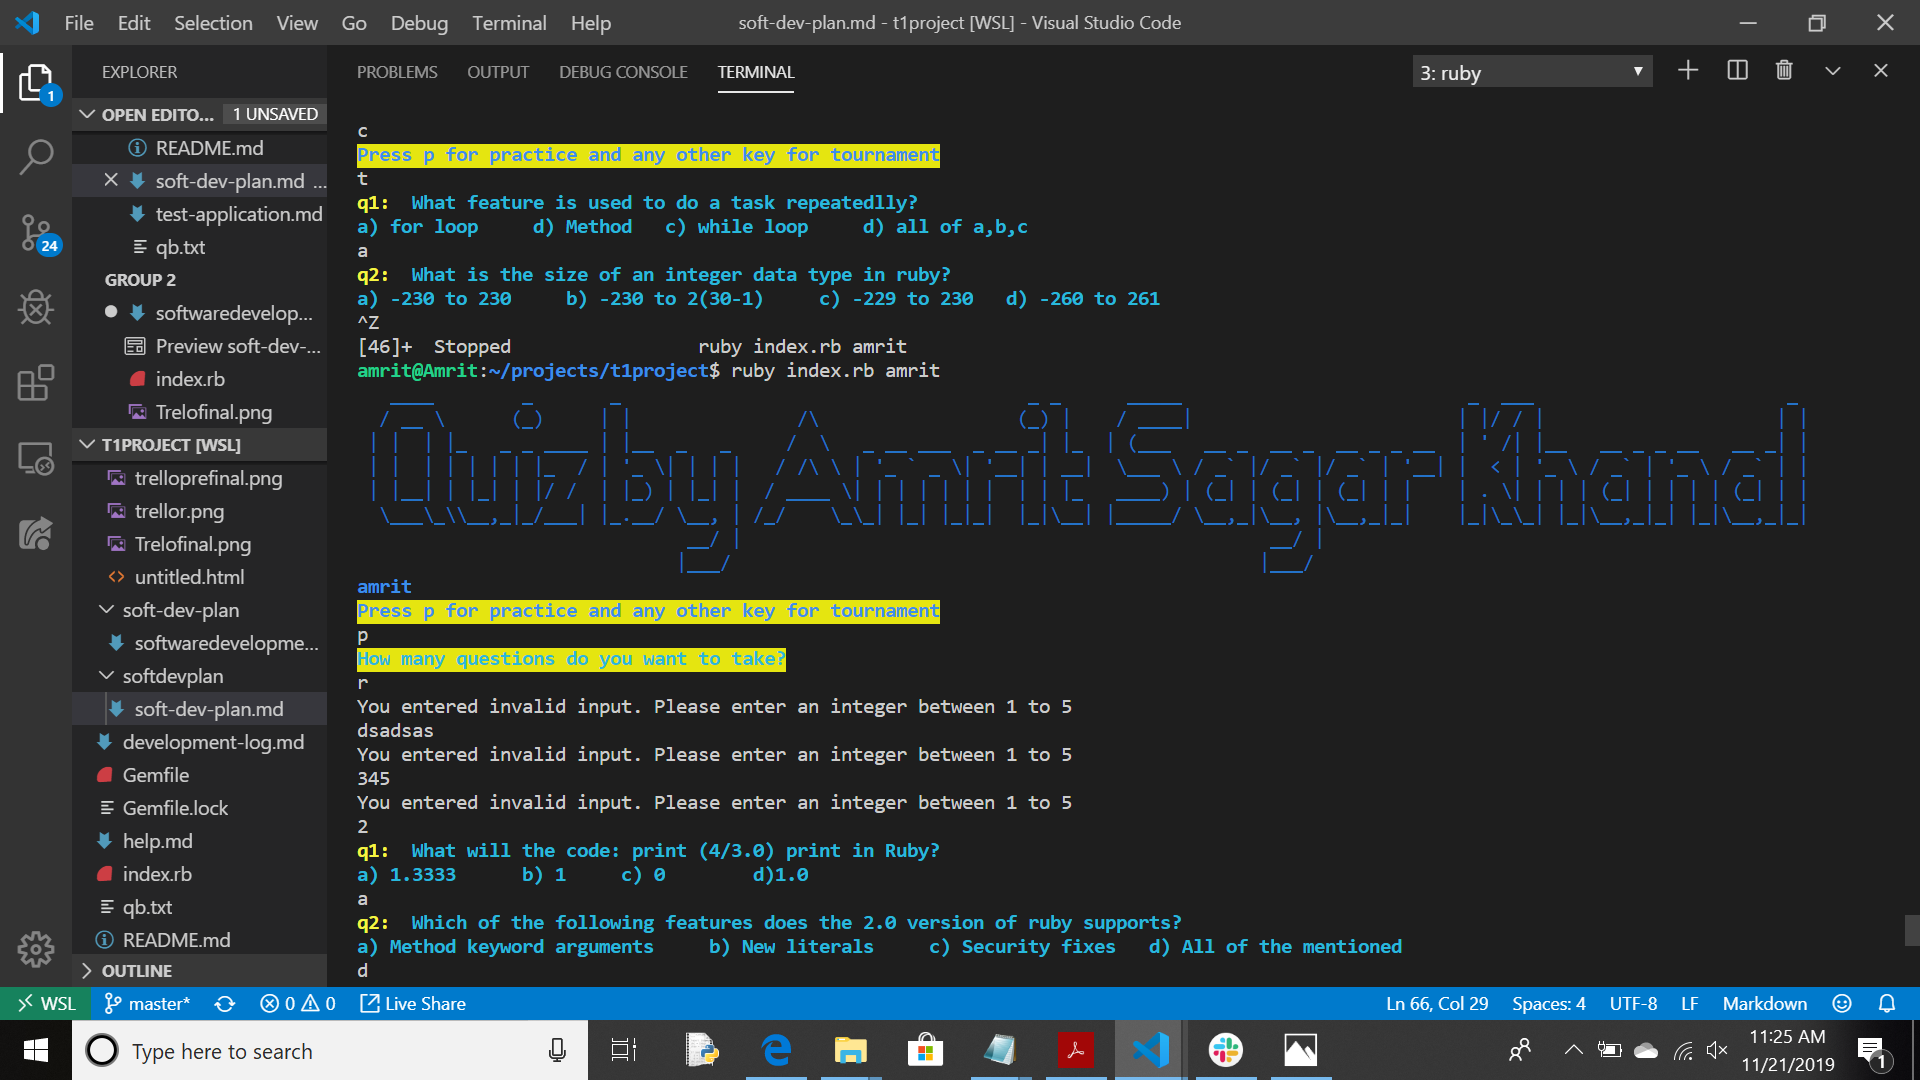 File Edit Selection View Go Debug Terminal Help
soft-dev-plan.md - t1project [WSL] - Visual Studio Code
EXPLORER
OPEN EDITO... 1 UNSAVED
README.md
soft-dev-plan.md ...
test-application.md
qb.txt
GROUP 2
softwaredevelop...
Preview soft-dev-...
index.rb
Trelofinal.png
T1PROJECT [WSL]
trelloprefinal.png
trellor.png
Trelofinal.png
untitled.html
soft-dev-plan
softwaredevelopme...
softdevplan
soft-dev-plan.md
development-log.md
Gemfile
Gemfile.lock
help.md
index.rb
qb.txt
README.md
OUTLINE
1
24
PROBLEMS OUTPUT DEBUG CONSOLE TERMINAL
3: ruby
c
Press p for practice and any other key for tournament
t
q1:  What feature is used to do a task repeatedlly?
a) for loop     d) Method   c) while loop     d) all of a,b,c
a
q2:  What is the size of an integer data type in ruby?
a) -230 to 230     b) -230 to 2(30-1)     c) -229 to 230   d) -260 to 261
^Z
[46]+  Stopped                 ruby index.rb amrit
amrit@Amrit:~/projects/t1project$ ruby index.rb amrit
Quizby Amrit Sagar Khanal
amrit
Press p for practice and any other key for tournament
p
How many questions do you want to take?
r
You entered invalid input. Please enter an integer between 1 to 5
dsadsas
You entered invalid input. Please enter an integer between 1 to 5
345
You entered invalid input. Please enter an integer between 1 to 5
2
q1:  What will the code: print (4/3.0) print in Ruby?
a) 1.3333      b) 1     c) 0        d)1.0
a
q2:  Which of the following features does the 2.0 version of ruby supports?
a) Method keyword arguments     b) New literals     c) Security fixes   d) All of the mentioned
d
WSL master* 0 0 Live Share
Ln 66, Col 29 Spaces: 4 UTF-8 LF Markdown
Type here to search
11:25 AM
11/21/2019
1